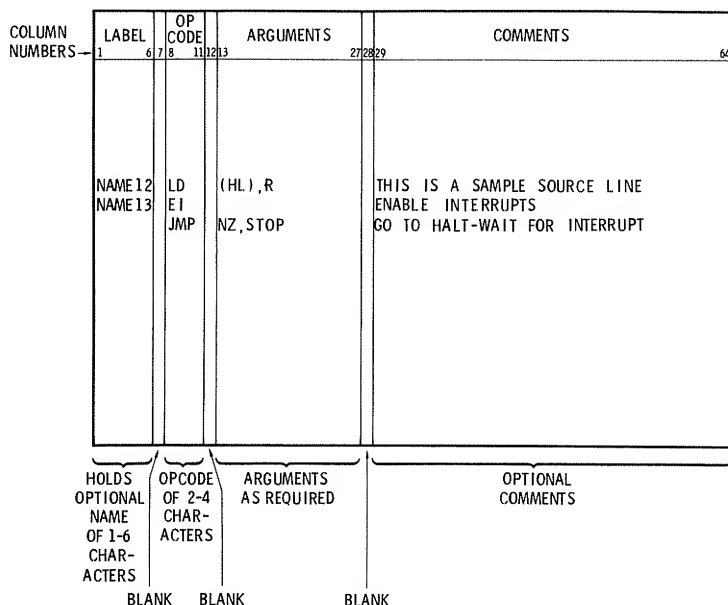 COLUMN NUMBERS→
LABEL
OP CODE
ARGUMENTS
COMMENTS
1 6 7 8 11 12 13 27 28 29 64
NAME12 LD (HL),R THIS IS A SAMPLE SOURCE LINE
NAME13 EI ENABLE INTERRUPTS
JMP NZ,STOP GO TO HALT-WAIT FOR INTERRUPT
HOLDS
OPTIONAL
NAME
OF 1-6
CHAR-
ACTERS
OPCODE
OF 2-4
CHAR-
ACTERS
ARGUMENTS
AS REQUIRED
OPTIONAL
COMMENTS
BLANK BLANK BLANK